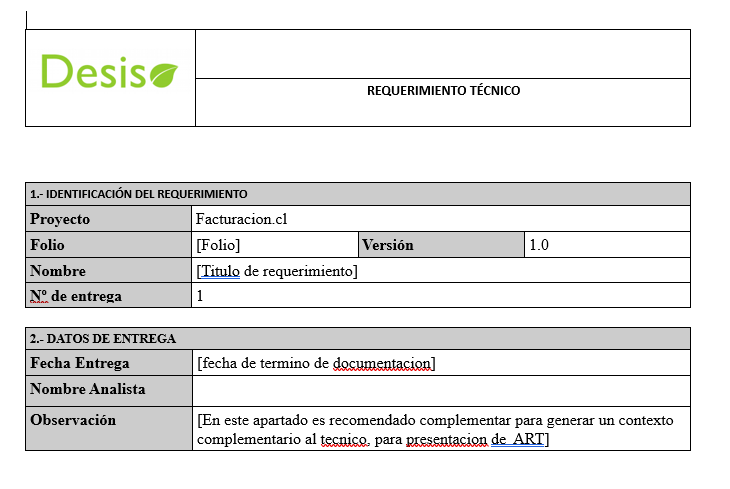 Desis
REQUERIMIENTO TÉCNICO
1.- IDENTIFICACIÓN DEL REQUERIMIENTO
Proyecto Facturacion.cl
Folio [Folio] Versión 1.0
Nombre [Titulo de requerimiento]
Nº de entrega 1
2.- DATOS DE ENTREGA
Fecha Entrega [fecha de termino de documentacion]
Nombre Analista
Observación [En este apartado es recomendado complementar para generar un contexto
complementario al tecnico, para presentacion de ART]